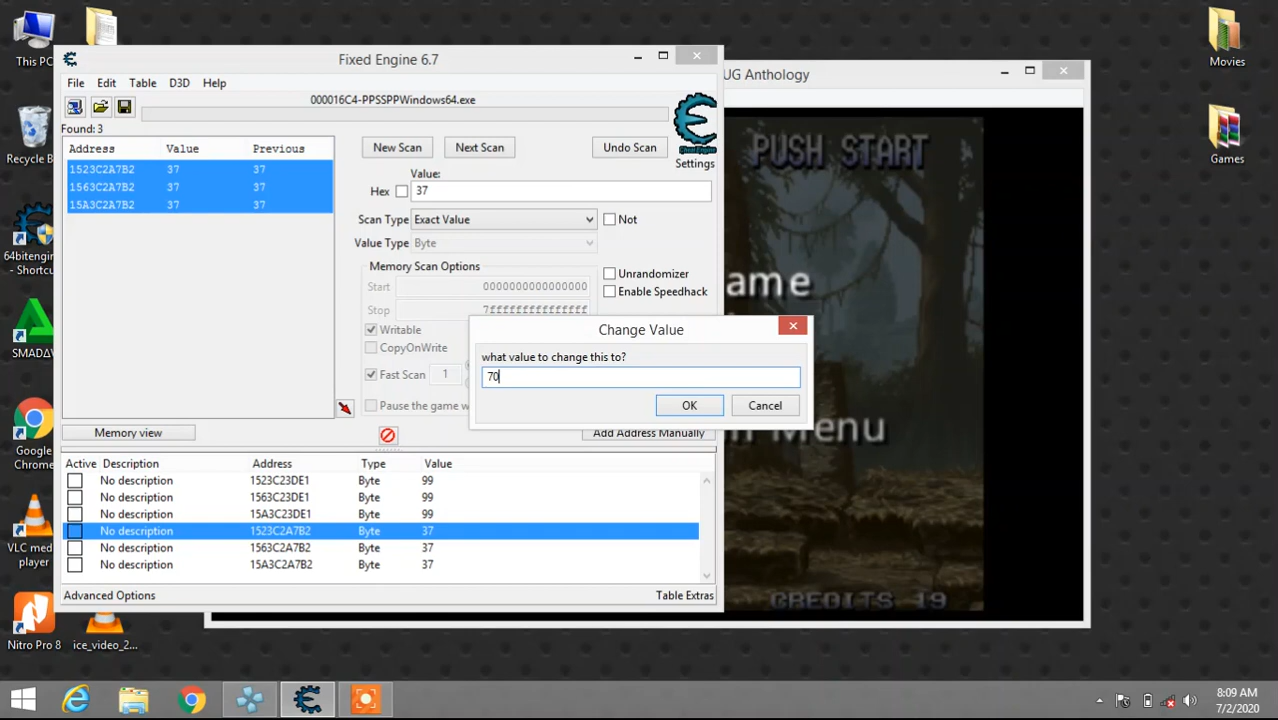 This PC
Recycle B
64bitengin
- Shortcu
SMADΔV
Google
Chrome
VLC med
player
Nitro Pro 8
ice_video_2...
Movies
Games
Fixed Engine 6.7
File Edit Table D3D Help
000016C4-PPSSPPWindows64.exe
Found: 3
Address Value Previous
1523C2A7B2 37 37
1563C2A7B2 37 37
15A3C2A7B2 37 37
New Scan Next Scan Undo Scan
Cheat Engine
Settings
Value:
Hex 37
Scan Type Exact Value Not
Value Type Byte
Memory Scan Options
Start 0000000000000000
Stop 7fffffffffffffff
Unrandomizer
Enable Speedhack
Writable
CopyOnWrite
Fast Scan 1
Pause the game w
Memory view
Add Address Manually
Change Value
what value to change this to?
70
OK Cancel
Active Description Address Type Value
No description 1523C23DE1 Byte 99
No description 1563C23DE1 Byte 99
No description 15A3C23DE1 Byte 99
No description 1523C2A7B2 Byte 37
No description 1563C2A7B2 Byte 37
No description 15A3C2A7B2 Byte 37
Advanced Options Table Extras
UG Anthology
PUSH START
ame
Menu
CREDITS 19
8:09 AM
7/2/2020